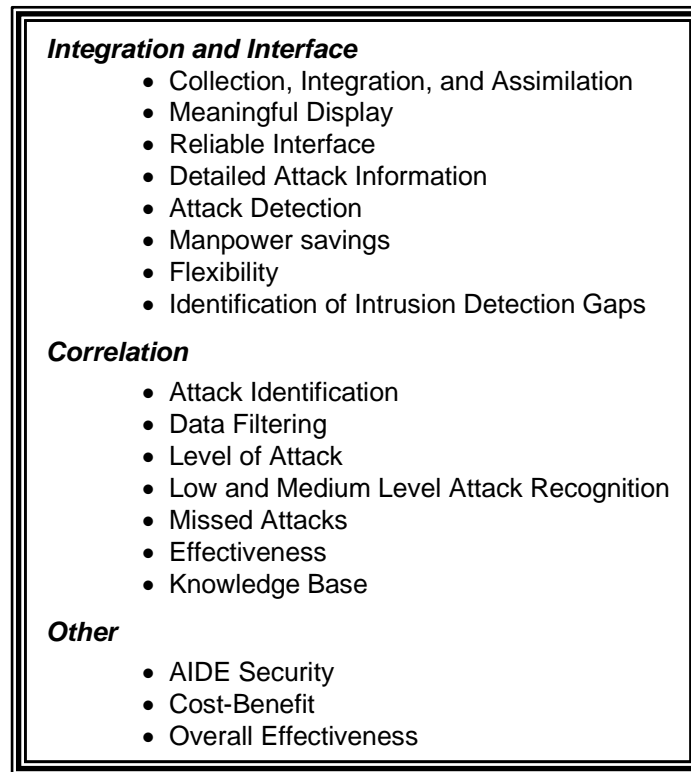 Integration and Interface
• Collection, Integration, and Assimilation
• Meaningful Display
• Reliable Interface
• Detailed Attack Information
• Attack Detection
• Manpower savings
• Flexibility
• Identification of Intrusion Detection Gaps
Correlation
• Attack Identification
• Data Filtering
• Level of Attack
• Low and Medium Level Attack Recognition
• Missed Attacks
• Effectiveness
• Knowledge Base
Other
• AIDE Security
• Cost-Benefit
• Overall Effectiveness